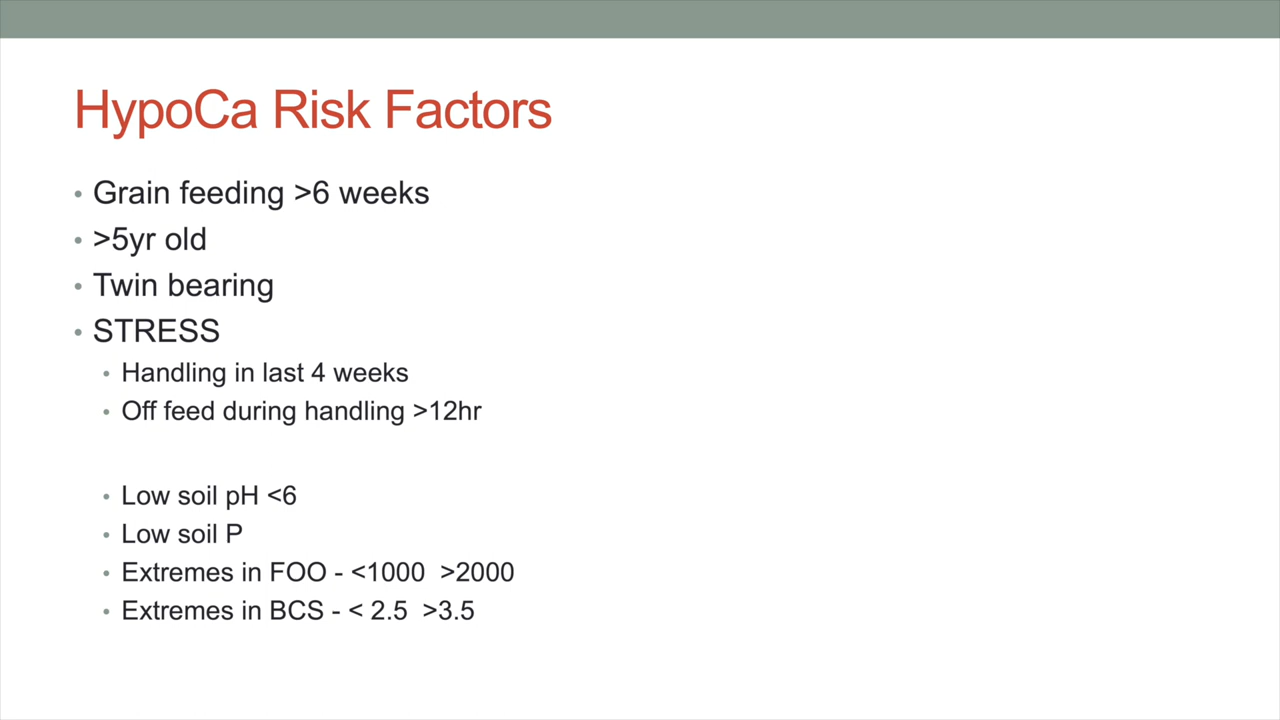 HypoCa Risk Factors
• Grain feeding >6 weeks
• >5yr old
• Twin bearing
• STRESS
• Handling in last 4 weeks
• Off feed during handling >12hr
• Low soil pH <6
• Low soil P
• Extremes in FOO - <1000  >2000
• Extremes in BCS - < 2.5  >3.5